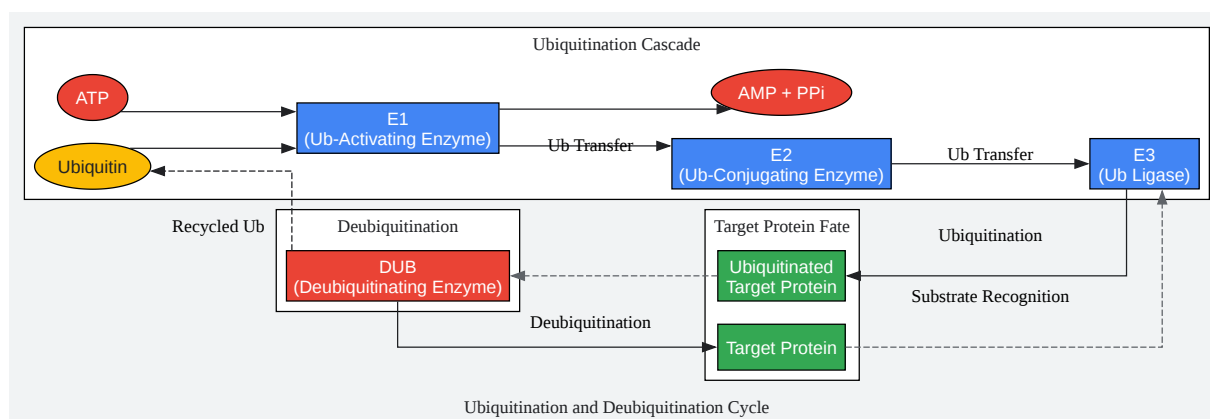 Ubiquitination Cascade
ATP
AMP + PPi
E1
(Ub-Activating Enzyme)
Ub Transfer
Ubiquitin
E2
(Ub-Conjugating Enzyme)
Ub Transfer
E3
(Ub Ligase)
Recycled Ub
Deubiquitination
DUB
(Deubiquitinating Enzyme)
Target Protein Fate
Ubiquitinated
Target Protein
Ubiquitination
Substrate Recognition
Deubiquitination
Target Protein
Ubiquitination and Deubiquitination Cycle